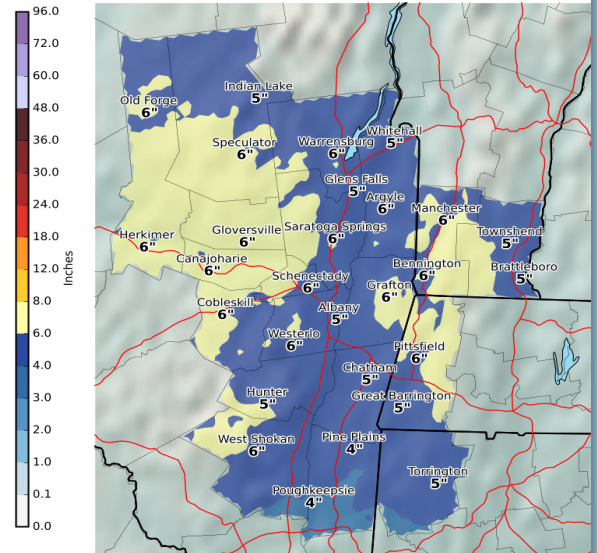 96.0
72.0
60.0
48.0
36.0
30.0
24.0
18.0
12.0
8.0
6.0
4.0
3.0
2.0
1.0
0.1
0.0
Inches
Indian Lake
5"
Old Forge
6"
Speculator
6"
Warrensburg
6"
Whitehall
5"
Glens Falls
5"
Argyle
6"
Manchester
6"
Herkimer
6"
Gloversville
6"
Saratoga Springs
6"
Townshend
5"
Canajoharie
6"
Schenectady
6"
Bennington
6"
Brattleboro
5"
Cobleskill
6"
Grafton
6"
Albany
5"
Westerlo
6"
Pittsfield
6"
Chatham
5"
Hunter
5"
Great Barrington
5"
West Shokan
6"
Pine Plains
4"
Torrington
5"
Poughkeepsie
4"